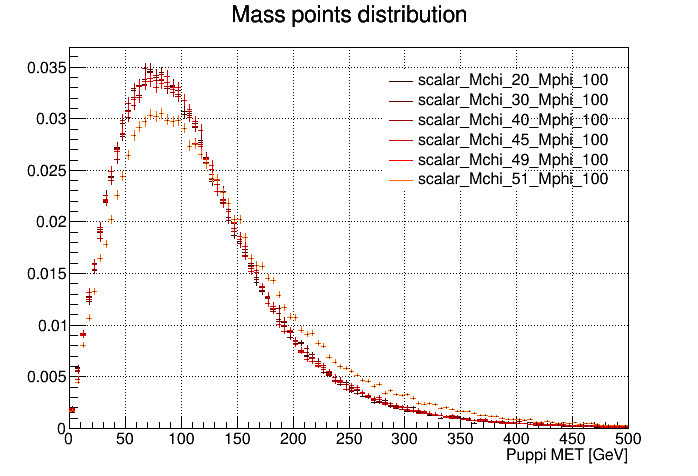 Mass points distribution
0.035
0.03
0.025
0.02
0.015
0.01
0.005
0
scalar_Mchi_20_Mphi_100
scalar_Mchi_30_Mphi_100
scalar_Mchi_40_Mphi_100
scalar_Mchi_45_Mphi_100
scalar_Mchi_49_Mphi_100
scalar_Mchi_51_Mphi_100
0 50 100 150 200 250 300 350 400 450 500
Puppi MET [GeV]